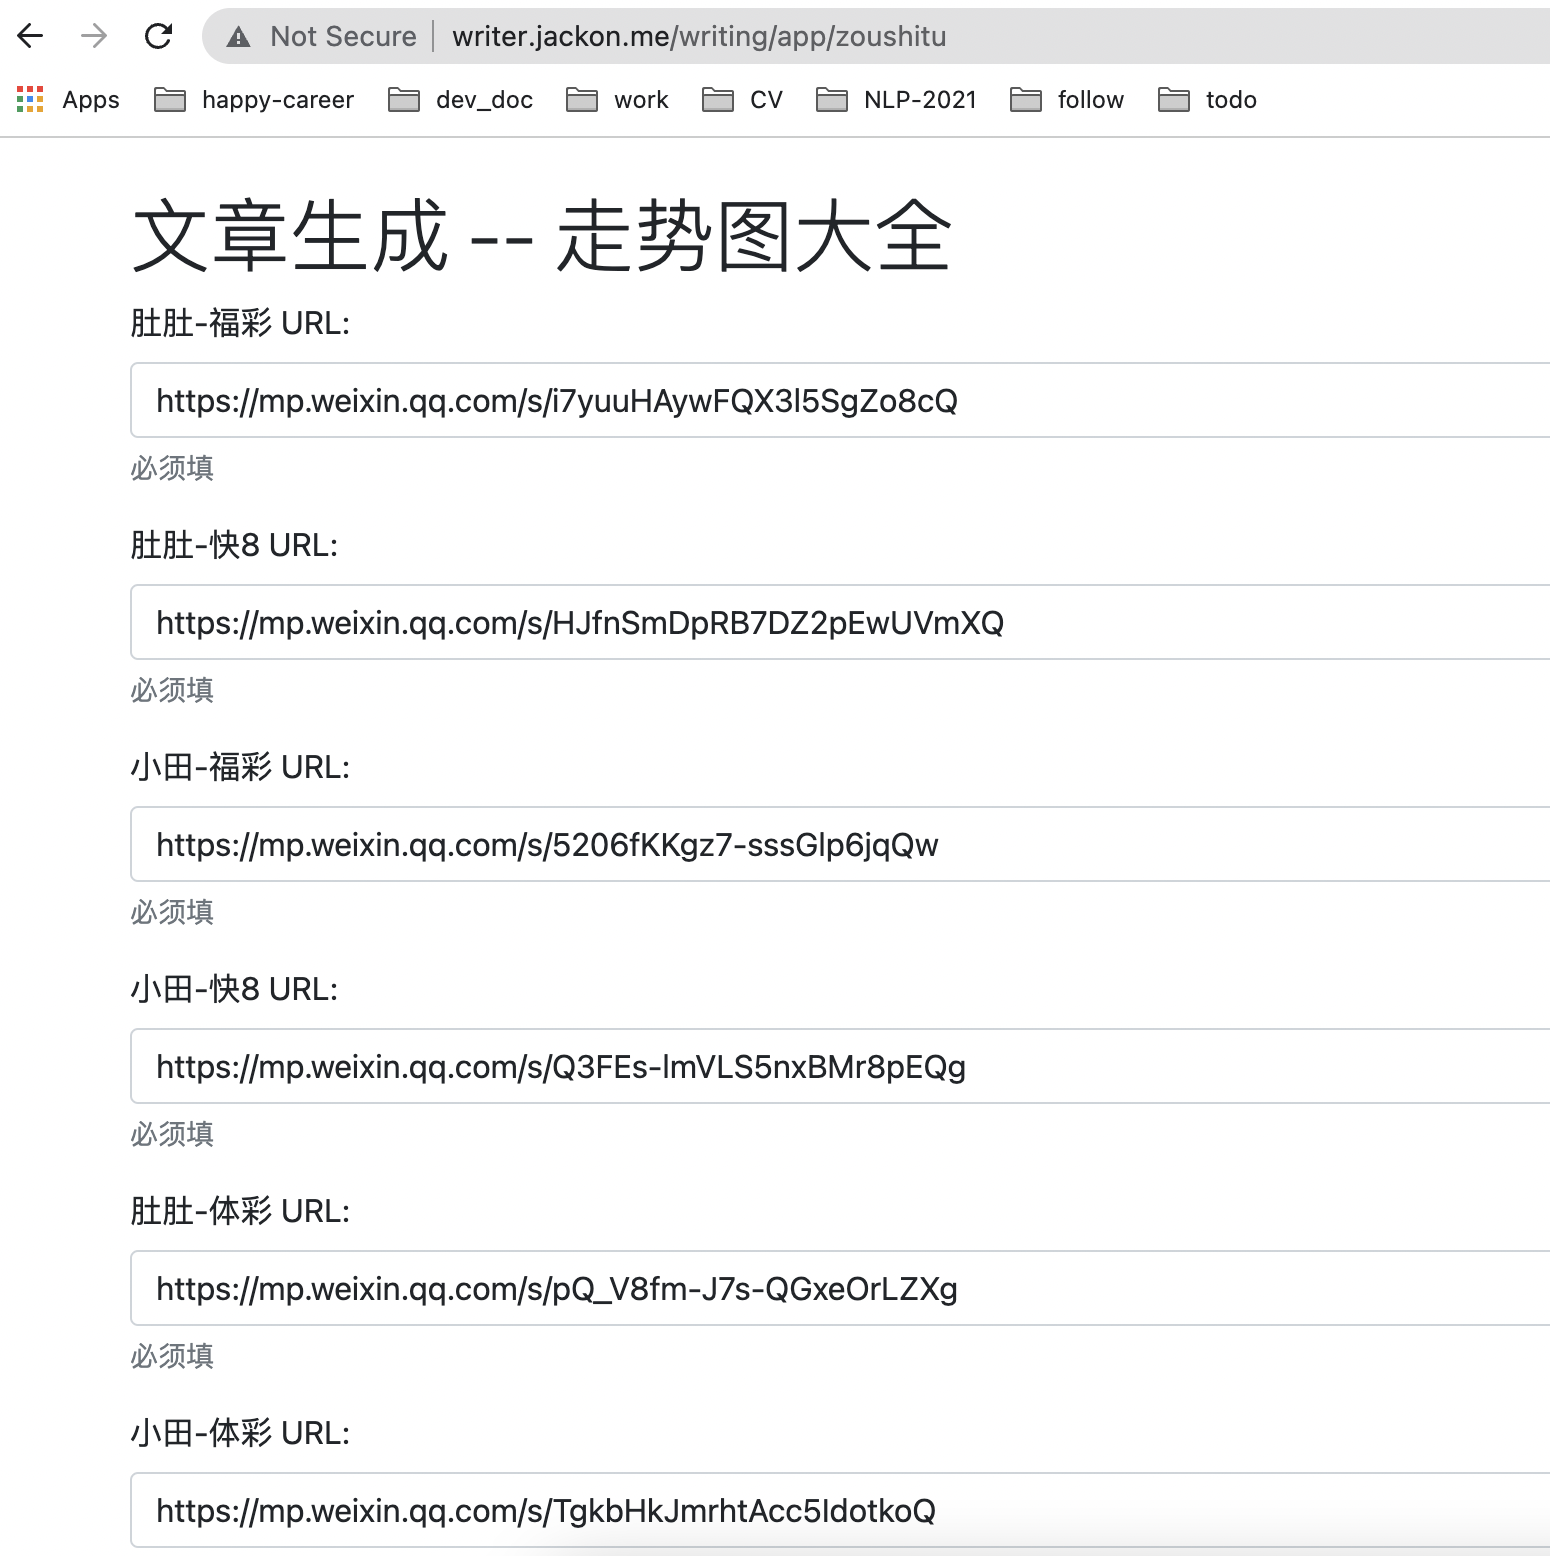 Not Secure writer.jackon.me/writing/app/zoushitu
Apps happy-career dev_doc work CV NLP-2021 follow todo
文章生成 -- 走势图大全
肚肚-福彩 URL:
https://mp.weixin.qq.com/s/i7yuuHAywFQX3l5SgZo8cQ
必须填
肚肚-快8 URL:
https://mp.weixin.qq.com/s/HJfnSmDpRB7DZ2pEwUVmXQ
必须填
小田-福彩 URL:
https://mp.weixin.qq.com/s/5206fKKgz7-sssGlp6jqQw
必须填
小田-快8 URL:
https://mp.weixin.qq.com/s/Q3FEs-lmVLS5nxBMr8pEQg
必须填
肚肚-体彩 URL:
https://mp.weixin.qq.com/s/pQ_V8fm-J7s-QGxeOrLZXg
必须填
小田-体彩 URL:
https://mp.weixin.qq.com/s/TgkbHkJmrhtAcc5IdotkoQ